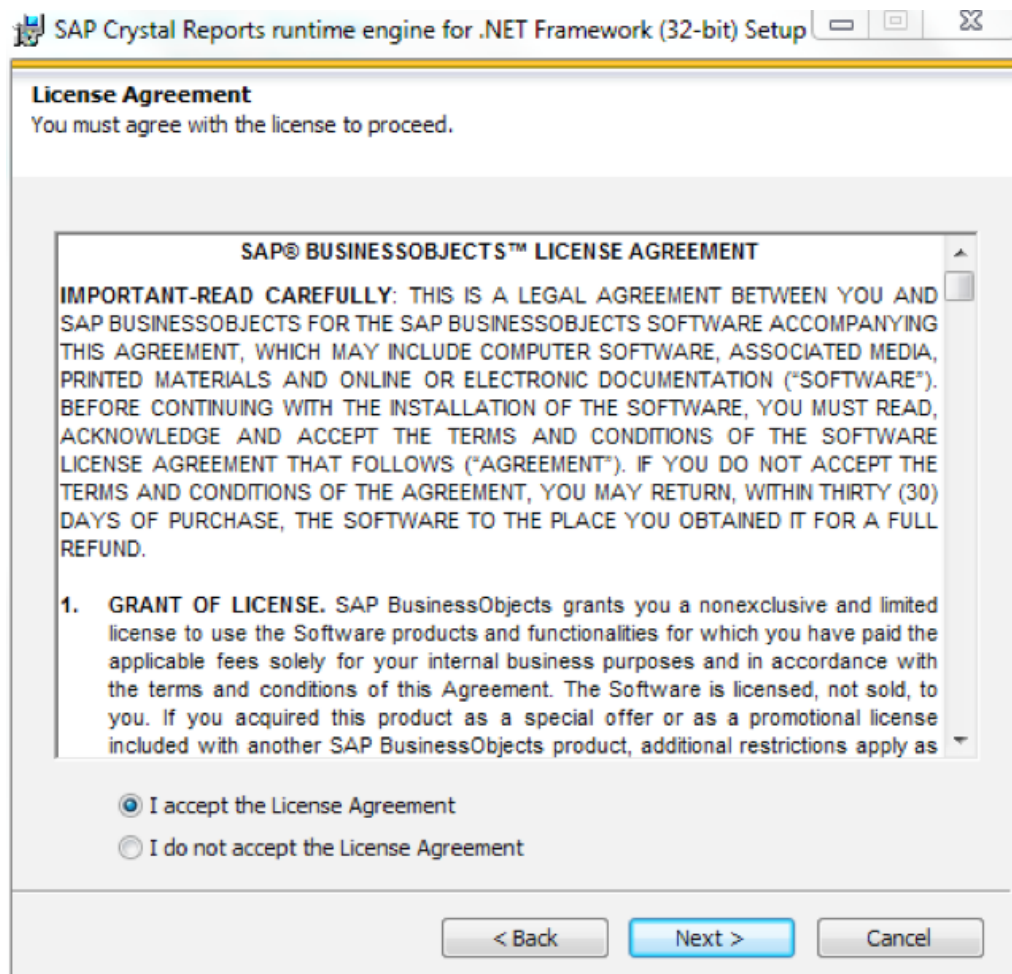 SAP Crystal Reports runtime engine for .NET Framework (32-bit) Setup
License Agreement
You must agree with the license to proceed.
SAP® BUSINESSOBJECTS™ LICENSE AGREEMENT
IMPORTANT-READ CAREFULLY: THIS IS A LEGAL AGREEMENT BETWEEN YOU AND
SAP BUSINESSOBJECTS FOR THE SAP BUSINESSOBJECTS SOFTWARE ACCOMPANYING
THIS AGREEMENT, WHICH MAY INCLUDE COMPUTER SOFTWARE, ASSOCIATED MEDIA,
PRINTED MATERIALS AND ONLINE OR ELECTRONIC DOCUMENTATION (“SOFTWARE”).
BEFORE CONTINUING WITH THE INSTALLATION OF THE SOFTWARE, YOU MUST READ,
ACKNOWLEDGE AND ACCEPT THE TERMS AND CONDITIONS OF THE SOFTWARE
LICENSE AGREEMENT THAT FOLLOWS (“AGREEMENT”). IF YOU DO NOT ACCEPT THE
TERMS AND CONDITIONS OF THE AGREEMENT, YOU MAY RETURN, WITHIN THIRTY (30)
DAYS OF PURCHASE, THE SOFTWARE TO THE PLACE YOU OBTAINED IT FOR A FULL
REFUND.
1. GRANT OF LICENSE. SAP BusinessObjects grants you a nonexclusive and limited
license to use the Software products and functionalities for which you have paid the
applicable fees solely for your internal business purposes and in accordance with
the terms and conditions of this Agreement. The Software is licensed, not sold, to
you. If you acquired this product as a special offer or as a promotional license
included with another SAP BusinessObjects product, additional restrictions apply as
I accept the License Agreement
I do not accept the License Agreement
< Back Next > Cancel